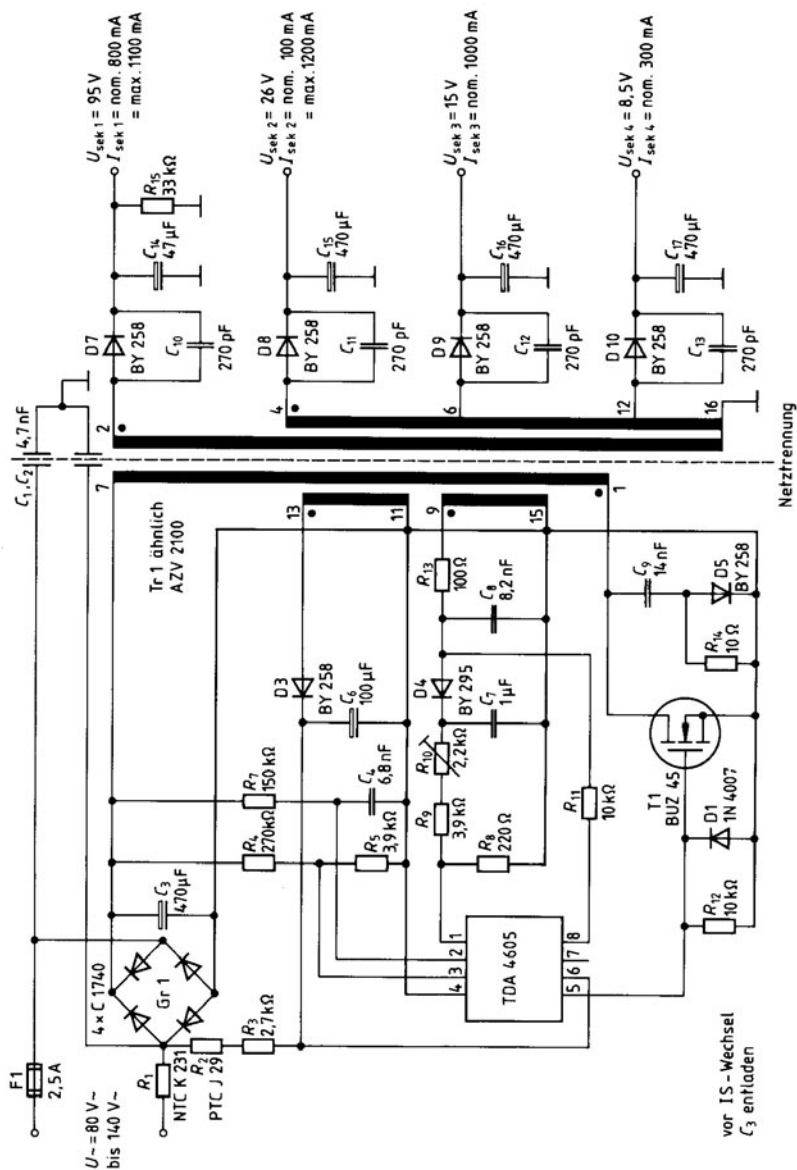 U~ = 80 V~
bis 140 V~
F1
2,5 A
R1
NTC K 231
R2
PTC J 29
R3
2,7 kΩ
4 × C 1740
Gr 1
C3
470 µF
C1, C2
4,7 nF
Tr 1 ähnlich
AZV 2100
R4
270 kΩ
R7
150 kΩ
R5
3,9 kΩ
C4
6,8 nF
D3
BY 258
C6
100 µF
13
11
9
15
7
1
R13
100 Ω
C8
8,2 nF
D4
BY 295
C7
1 µF
R10
2,2 kΩ
R9
3,9 kΩ
R8
220 Ω
R11
10 kΩ
TDA 4605
4 3 2 1
5 6 7 8
R12
10 kΩ
D1
1N 4007
T1
BUZ 45
R14
10 Ω
C9
14 nF
D5
BY 258
vor IS-Wechsel
C3 entladen
Netztrennung
2
4
6
12
16
D7
BY 258
C10
270 pF
C14
47 µF
R15
33 kΩ
Usek 1 = 95 V
Isek 1 = nom. 800 mA
= max. 1100 mA
D8
BY 258
C11
270 pF
C15
470 µF
Usek 2 = 26 V
Isek 2 = nom. 100 mA
= max. 1200 mA
D9
BY 258
C12
270 pF
C16
470 µF
Usek 3 = 15 V
Isek 3 = nom. 1000 mA
D10
BY 258
C13
270 pF
C17
470 µF
Usek 4 = 8,5 V
Isek 4 = nom. 300 mA